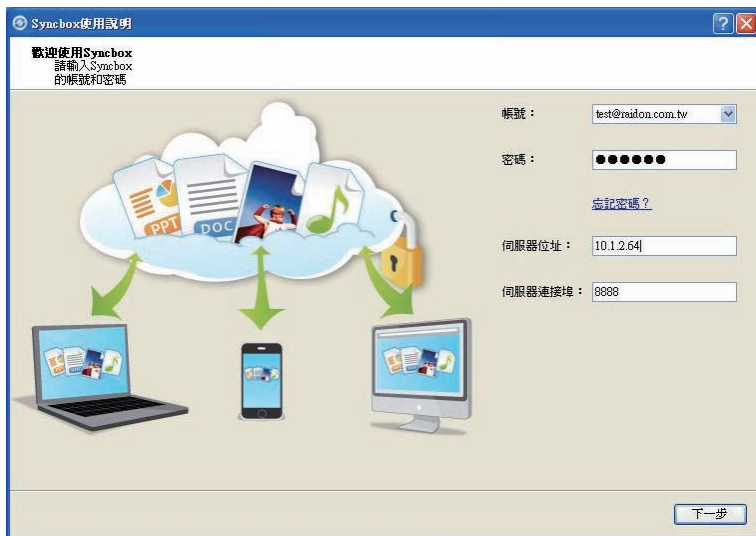 Syncbox使用說明
歡迎使用Syncbox
請輸入Syncbox
的帳號和密碼
帳號：
test@raidon.com.tw
密碼：
●●●●●●
忘記密碼？
伺服器位址：
10.1.2.64
伺服器連接埠：
8888
PPT
DOC
下一步